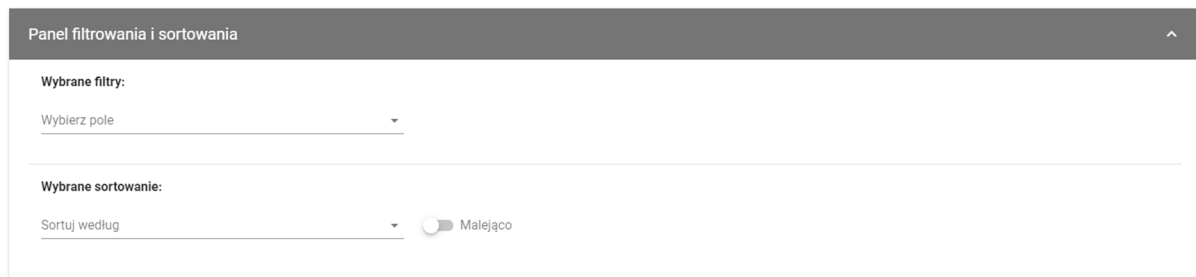 Panel filtrowania i sortowania
Wybrane filtry:
Wybierz pole
Wybrane sortowanie:
Sortuj według
Malejąco